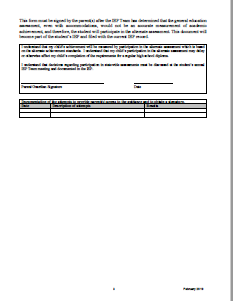 This form must be signed by the parent(s) after the IEP Team has determined that the general education
assessment, even with accommodations, would not be an accurate measurement of academic
achievement, and therefore, the student will participate in the alternate assessment. This document will
become part of the student's IEP and filed with the current IEP record.
I understand that my child's achievement will be measured by participation in the alternate assessment which is based
on the alternate achievement standards. I understand that my child's participation in the alternate assessment may delay
or otherwise affect my child's completion of the requirements for a regular high school diploma.
I understand that decisions regarding participation in statewide assessments must be discussed at the student's annual
IEP Team meeting and documented in the IEP.
Parent/Guardian Signature Date
Documentation of the attempts to provide parent(s) access to the guidance and to obtain a signature
Date Description of attempts Results
February 2018